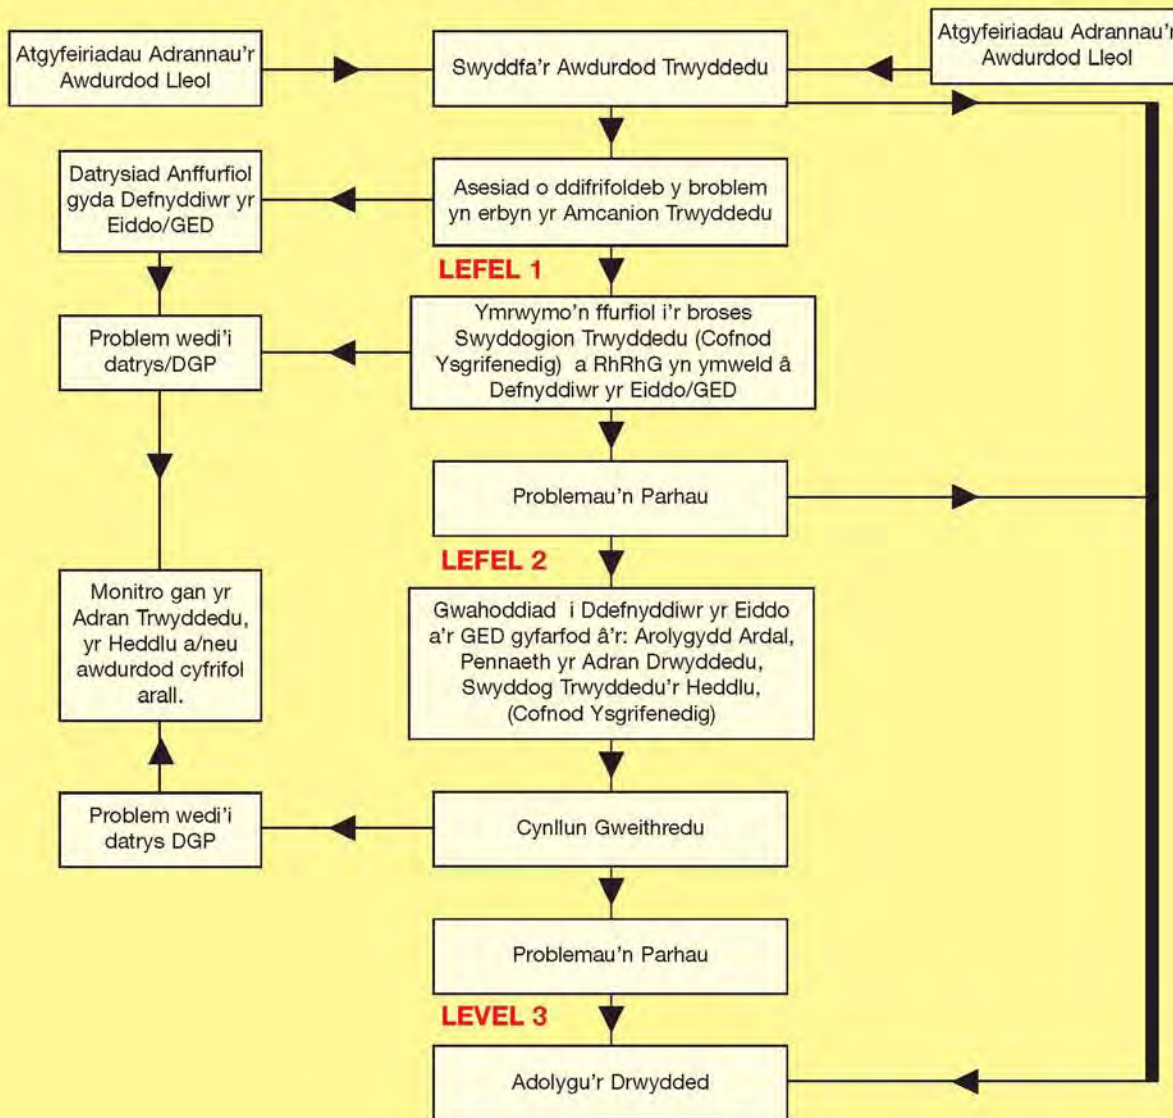 Atgyfeiriadau Adrannau'r
Awdurdod Lleol
Swyddfa'r Awdurdod Trwyddedu
Atgyfeiriadau Adrannau'r
Awdurdod Lleol
Datrysiad Anffurfiol
gyda Defnyddiwr yr
Eiddo/GED
Asesiad o ddifrifoldeb y broblem
yn erbyn yr Amcanion Trwyddedu
LEFEL 1
Problem wedi'i
datrys/DGP
Ymrwymo'n ffurfiol i'r broses
Swyddogion Trwyddedu (Cofnod
Ysgrifenedig) a RhRhG yn ymweld â
Defnyddiwr yr Eiddo/GED
Problemau'n Parhau
LEFEL 2
Monitro gan yr
Adran Trwyddedu,
yr Heddlu a/neu
awdurdod cyfrifol
arall.
Gwahoddiad i Ddefnyddiwr yr Eiddo
a'r GED gyfarfod â'r: Arolygydd Ardal,
Pennaeth yr Adran Drwyddedu,
Swyddog Trwyddedu'r Heddlu,
(Cofnod Ysgrifenedig)
Problem wedi'i
datrys DGP
Cynllun Gweithredu
Problemau'n Parhau
LEVEL 3
Adolygu'r Drwydded